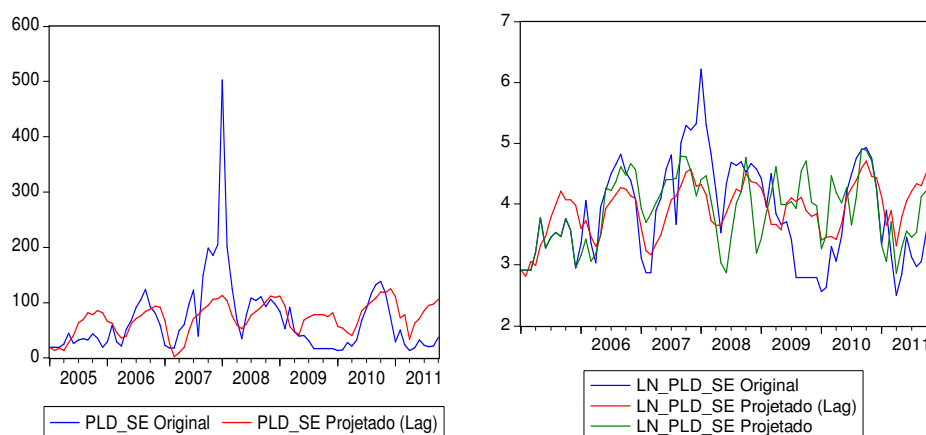 600
500
400
300
200
100
0
2005 2006 2007 2008 2009 2010 2011
PLD_SE Original PLD_SE Projetado (Lag)
7
6
5
4
3
2
2006 2007 2008 2009 2010 2011
LN_PLD_SE Original
LN_PLD_SE Projetado (Lag)
LN_PLD_SE Projetado